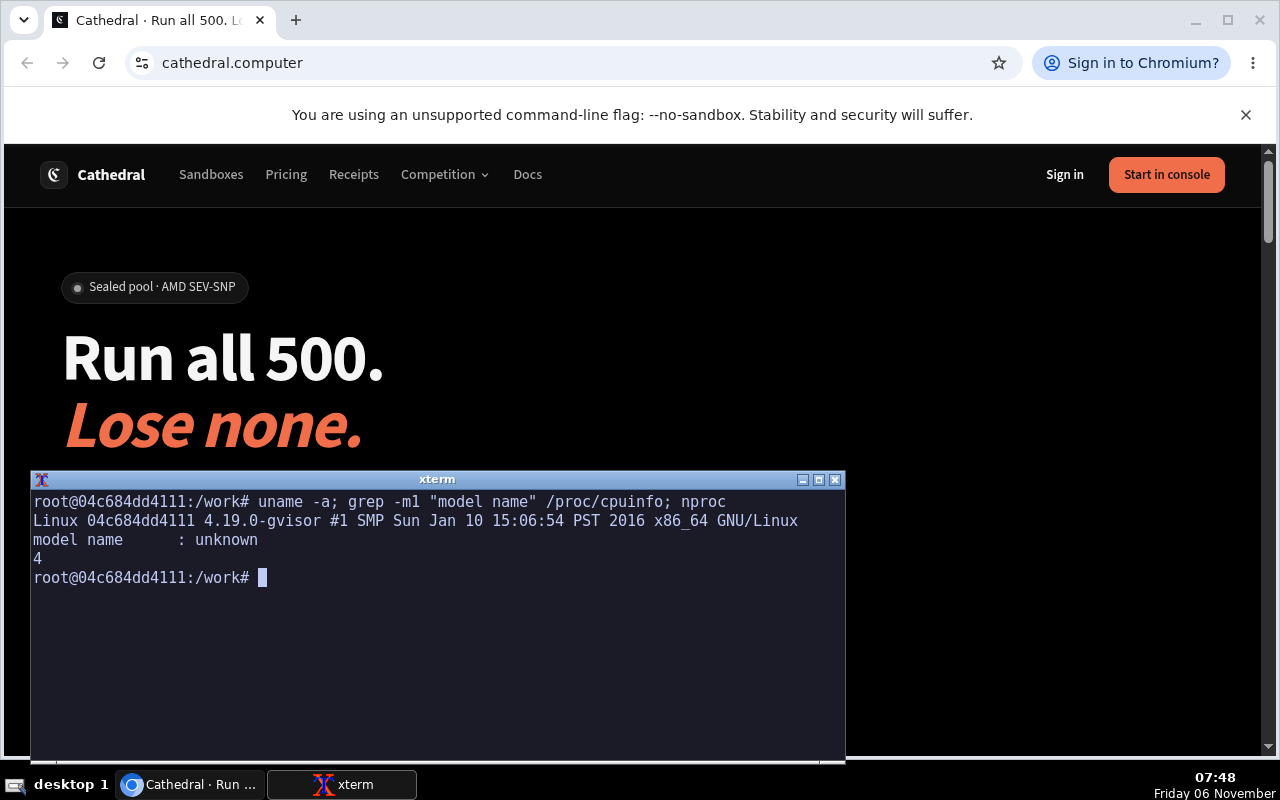 Cathedral · Run all 500. Lo
cathedral.computer
Sign in to Chromium?
You are using an unsupported command-line flag: --no-sandbox. Stability and security will suffer.
Cathedral
Sandboxes
Pricing
Receipts
Competition
Docs
Sign in
Start in console
Sealed pool · AMD SEV-SNP
Run all 500.
Lose none.
xterm
root@04c684dd4111:/work# uname -a; grep -m1 "model name" /proc/cpuinfo; nproc
Linux 04c684dd4111 4.19.0-gvisor #1 SMP Sun Jan 10 15:06:54 PST 2016 x86_64 GNU/Linux
model name      : unknown
4
root@04c684dd4111:/work#
desktop 1
Cathedral · Run ...
xterm
07:48
Friday 06 November